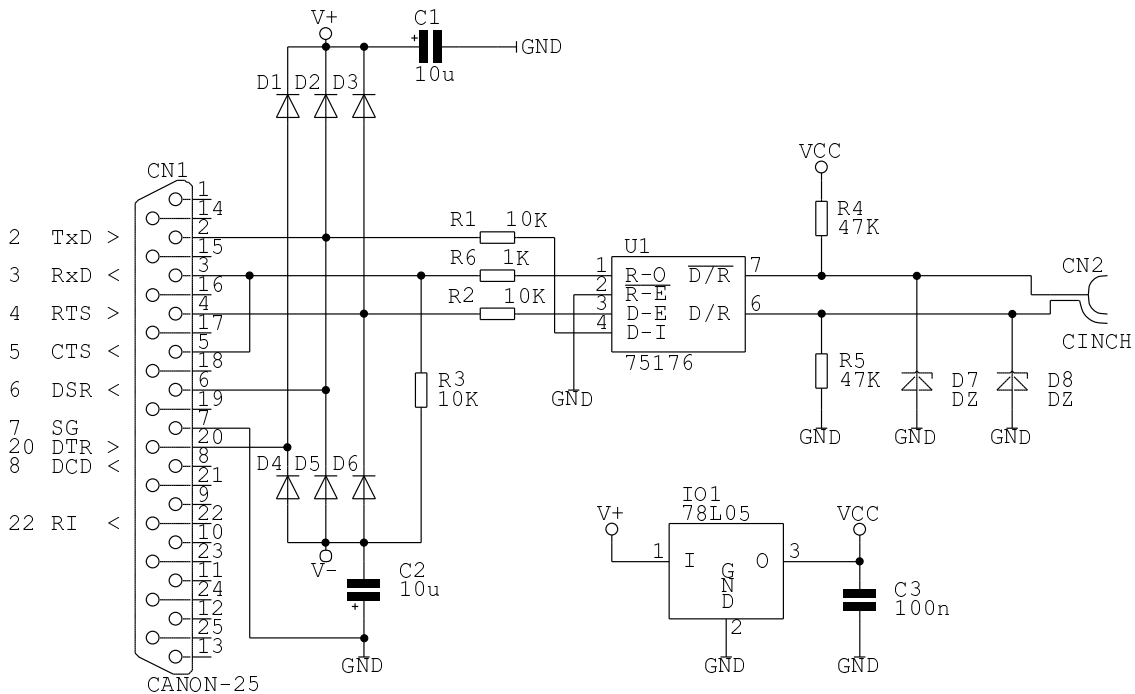 V+
C1
GND
10u
D1 D2 D3
VCC
CN1
1
14
2
15
3
16
4
17
5
18
6
19
7
20
8
21
9
22
10
23
11
24
12
25
13
CANON-25
2 TxD >
3 RxD <
4 RTS >
5 CTS <
6 DSR <
7 SG
20 DTR >
8 DCD <
22 RI <
R1 10K
R6 1K
R2 10K
R3
10K
D4 D5 D6
V-
C2
10u
GND
U1
1 R-O D/R 7
2 R-E
3 D-E D/R 6
4 D-I
75176
GND
R4
47K
R5
47K
GND
CN2
CINCH
D7
DZ
GND
D8
DZ
GND
IO1
78L05
V+
1 I GND O 3
2
GND
VCC
C3
100n
GND